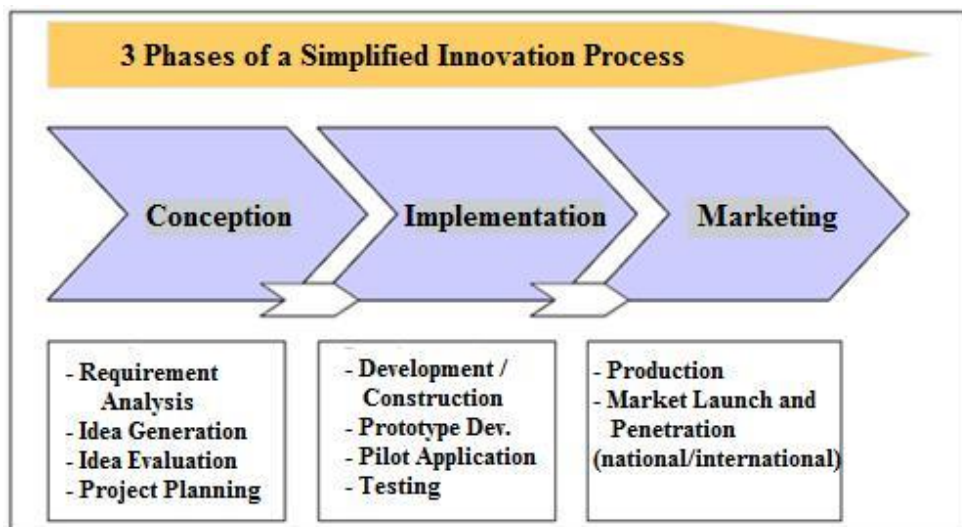 3 Phases of a Simplified Innovation Process
Conception
Implementation
Marketing
- Requirement
Analysis
- Idea Generation
- Idea Evaluation
- Project Planning
- Development /
Construction
- Prototype Dev.
- Pilot Application
- Testing
- Production
- Market Launch and
Penetration
(national/international)